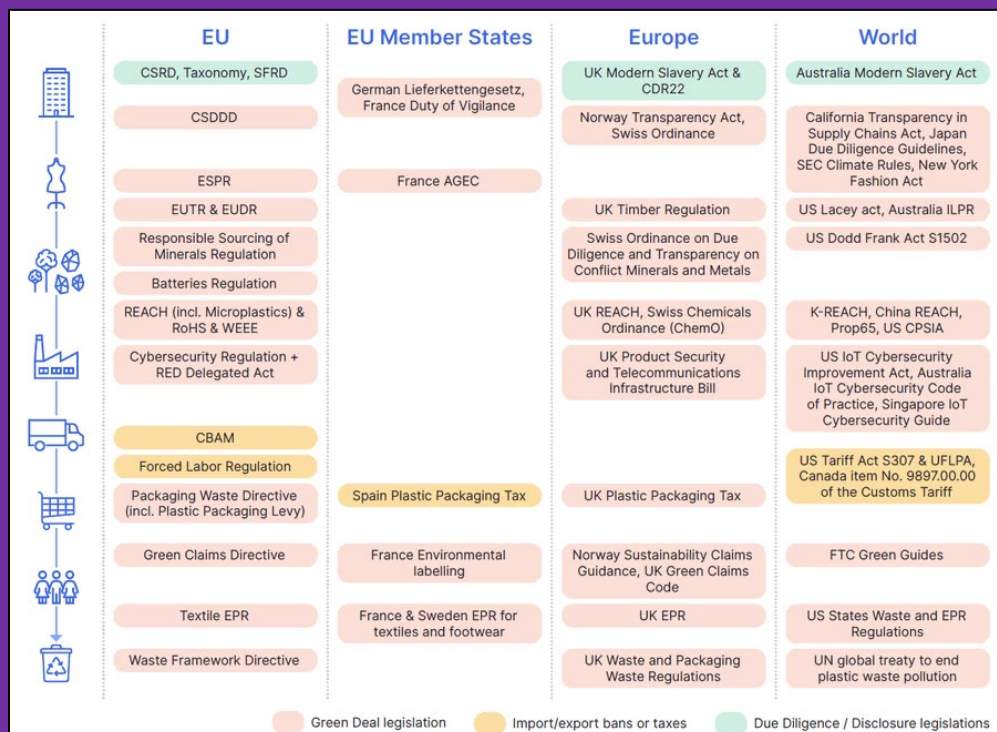 EU
EU Member States
Europe
World
CSRD, Taxonomy, SFRD
UK Modern Slavery Act &
CDR22
Australia Modern Slavery Act
German Lieferkettengesetz,
France Duty of Vigilance
CSDDD
Norway Transparency Act,
Swiss Ordinance
California Transparency in
Supply Chains Act, Japan
Due Diligence Guidelines,
SEC Climate Rules, New York
Fashion Act
ESPR
France AGEC
EUTR & EUDR
UK Timber Regulation
US Lacey act, Australia ILPR
Responsible Sourcing of
Minerals Regulation
Swiss Ordinance on Due
Diligence and Transparency on
Conflict Minerals and Metals
US Dodd Frank Act S1502
Batteries Regulation
REACH (incl. Microplastics) &
RoHS & WEEE
UK REACH, Swiss Chemicals
Ordinance (ChemO)
K-REACH, China REACH,
Prop65, US CPSIA
Cybersecurity Regulation +
RED Delegated Act
UK Product Security
and Telecommunications
Infrastructure Bill
US IoT Cybersecurity
Improvement Act, Australia
IoT Cybersecurity Code
of Practice, Singapore IoT
Cybersecurity Guide
CBAM
Forced Labor Regulation
US Tariff Act S307 & UFLPA,
Canada item No. 9897.00.00
of the Customs Tariff
Packaging Waste Directive
(incl. Plastic Packaging Levy)
Spain Plastic Packaging Tax
UK Plastic Packaging Tax
Green Claims Directive
France Environmental
labelling
Norway Sustainability Claims
Guidance, UK Green Claims
Code
FTC Green Guides
Textile EPR
France & Sweden EPR for
textiles and footwear
UK EPR
US States Waste and EPR
Regulations
Waste Framework Directive
UK Waste and Packaging
Waste Regulations
UN global treaty to end
plastic waste pollution
Green Deal legislation
Import/export bans or taxes
Due Diligence / Disclosure legislations